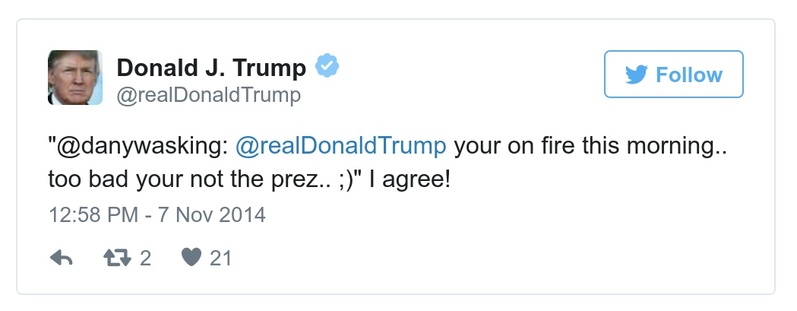 Donald J. Trump
@realDonaldTrump
Follow
"@danywasking: @realDonaldTrump your on fire this morning..
too bad your not the prez.. ;)" I agree!
12:58 PM - 7 Nov 2014
2 21